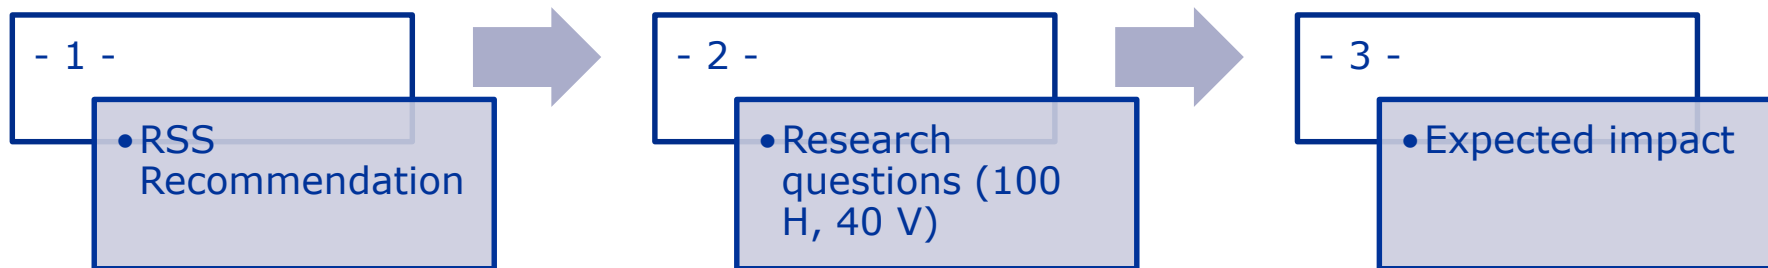 - 1 -
•RSS
Recommendation
- 2 -
•Research
questions (100
H, 40 V)
- 3 -
•Expected impact